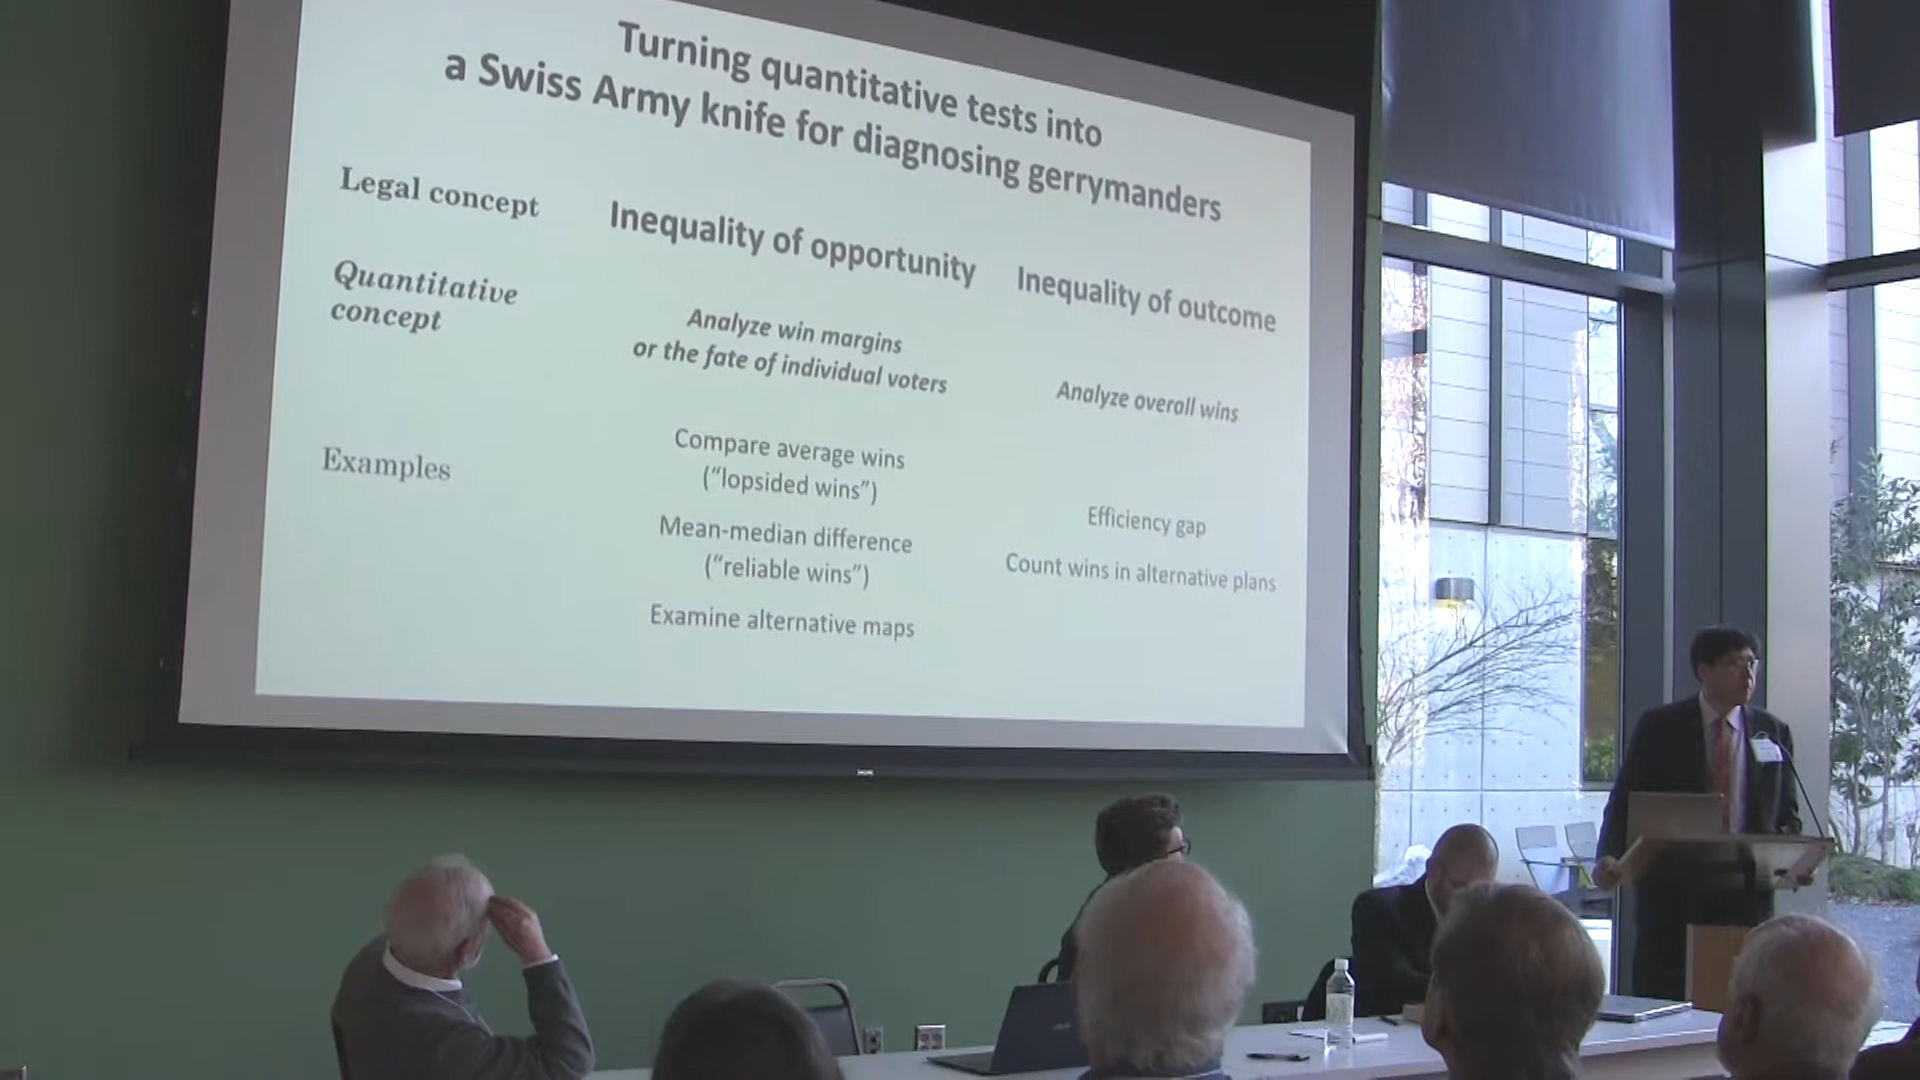 Turning quantitative tests into
a Swiss Army knife for diagnosing gerrymanders
Legal concept
Inequality of opportunity
Inequality of outcome
Quantitative
concept
Analyze win margins
or the fate of individual voters
Analyze overall wins
Examples
Compare average wins
(“lopsided wins”)
Mean-median difference
(“reliable wins”)
Examine alternative maps
Efficiency gap
Count wins in alternative plans